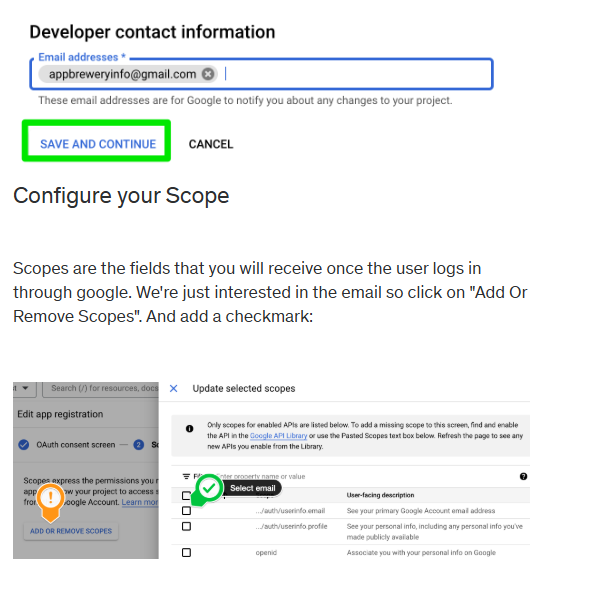 Developer contact information
Email addresses *
appbreweryinfo@gmail.com
These email addresses are for Google to notify you about any changes to your project.
SAVE AND CONTINUE CANCEL
Configure your Scope
Scopes are the fields that you will receive once the user logs in
through google. We're just interested in the email so click on "Add Or
Remove Scopes". And add a checkmark:
Search (/) for resources, docs
Update selected scopes
Edit app registration
Only scopes for enabled APIs are listed below. To add a missing scope to this screen, find and enable
the API in the Google API Library or use the Pasted Scopes text box below. Refresh the page to see any
new APIs you enable from the Library.
OAuth consent screen — 2 Sc
Enter property name or value
Scopes express the permissions you r
Select email
User-facing description
your project to access s
.../auth/userinfo.email See your primary Google Account email address
oogle Account. Learn mor
.../auth/userinfo.profile See your personal info, including any personal info you've
made publicly available
ADD OR REMOVE SCOPES
openid Associate you with your personal info on Google